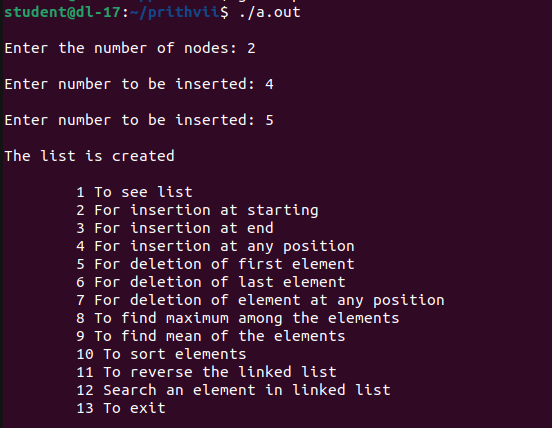 student@dl-17:~/prithvii$ ./a.out
Enter the number of nodes: 2
Enter number to be inserted: 4
Enter number to be inserted: 5
The list is created
1 To see list
2 For insertion at starting
3 For insertion at end
4 For insertion at any position
5 For deletion of first element
6 For deletion of last element
7 For deletion of element at any position
8 To find maximum among the elements
9 To find mean of the elements
10 To sort elements
11 To reverse the linked list
12 Search an element in linked list
13 To exit